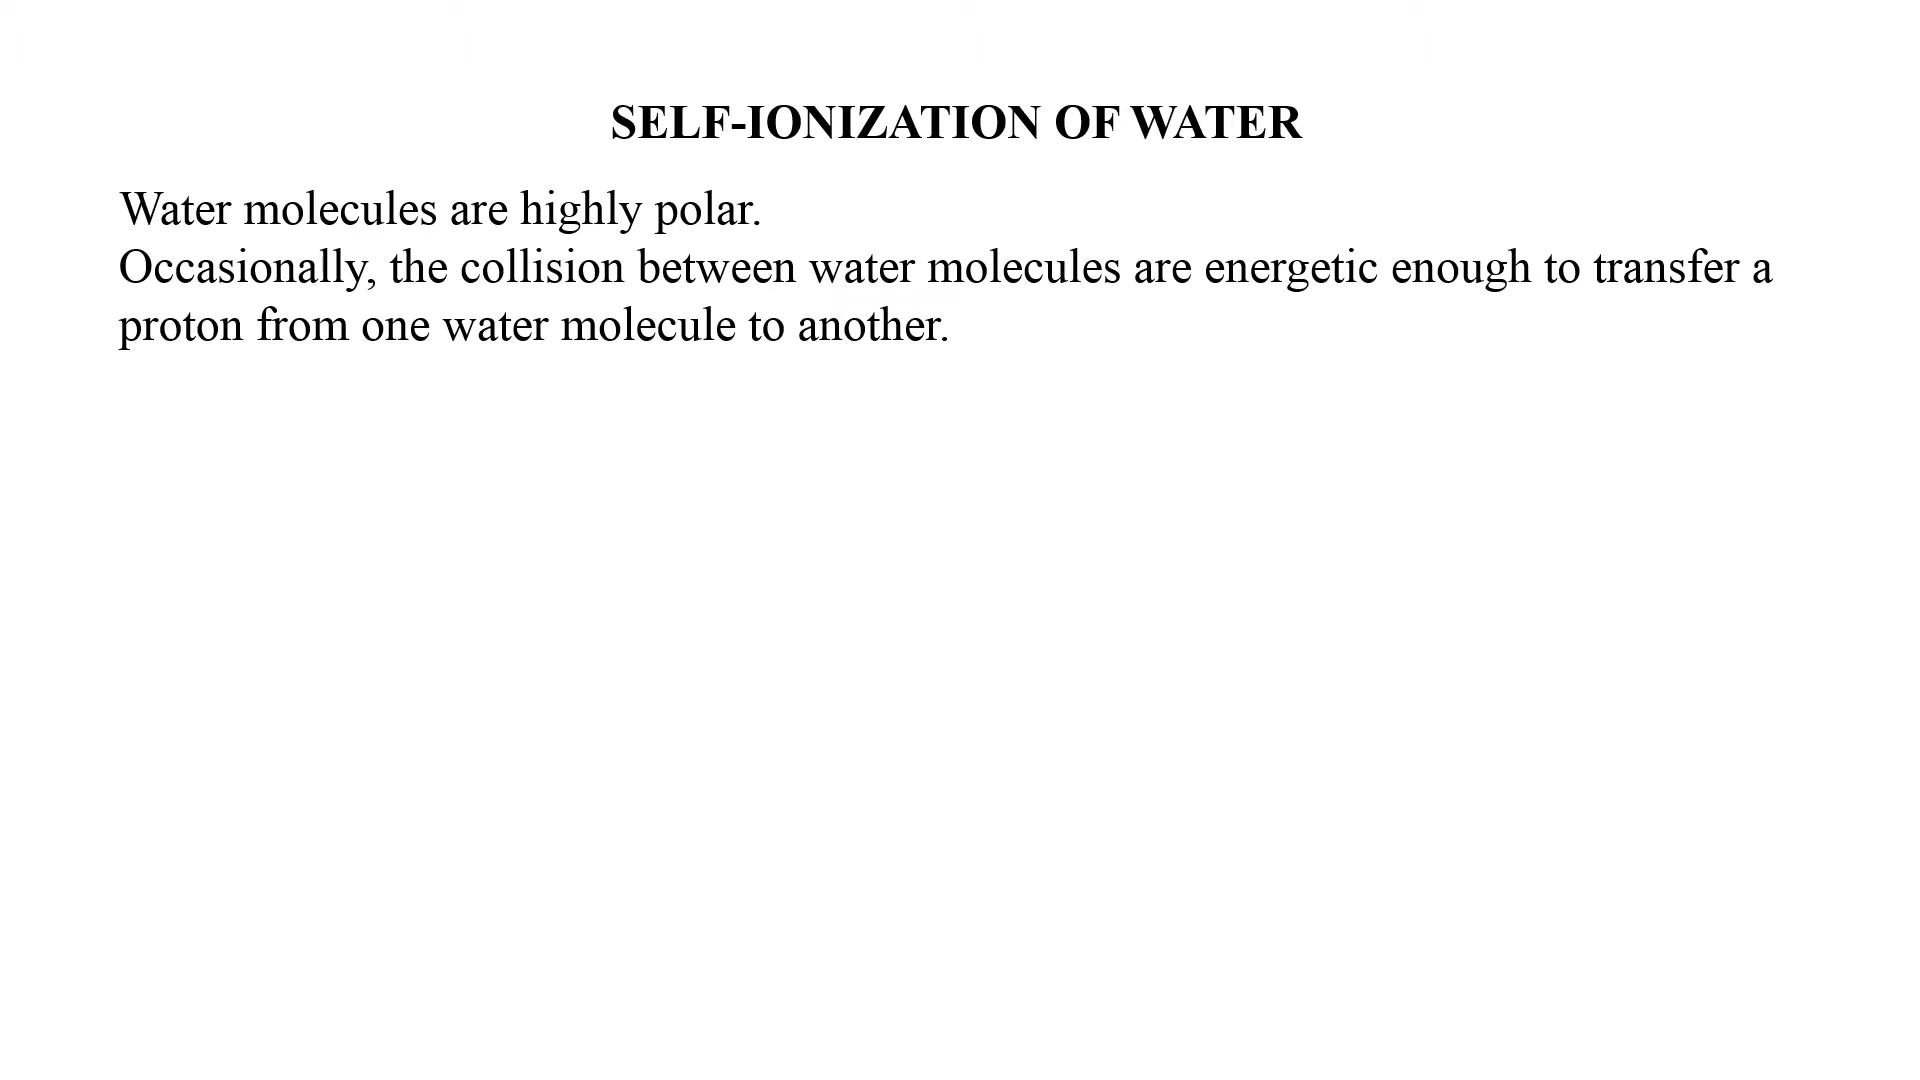 SELF-IONIZATION OF WATER
Water molecules are highly polar.
Occasionally, the collision between water molecules are energetic enough to transfer a
proton from one water molecule to another.